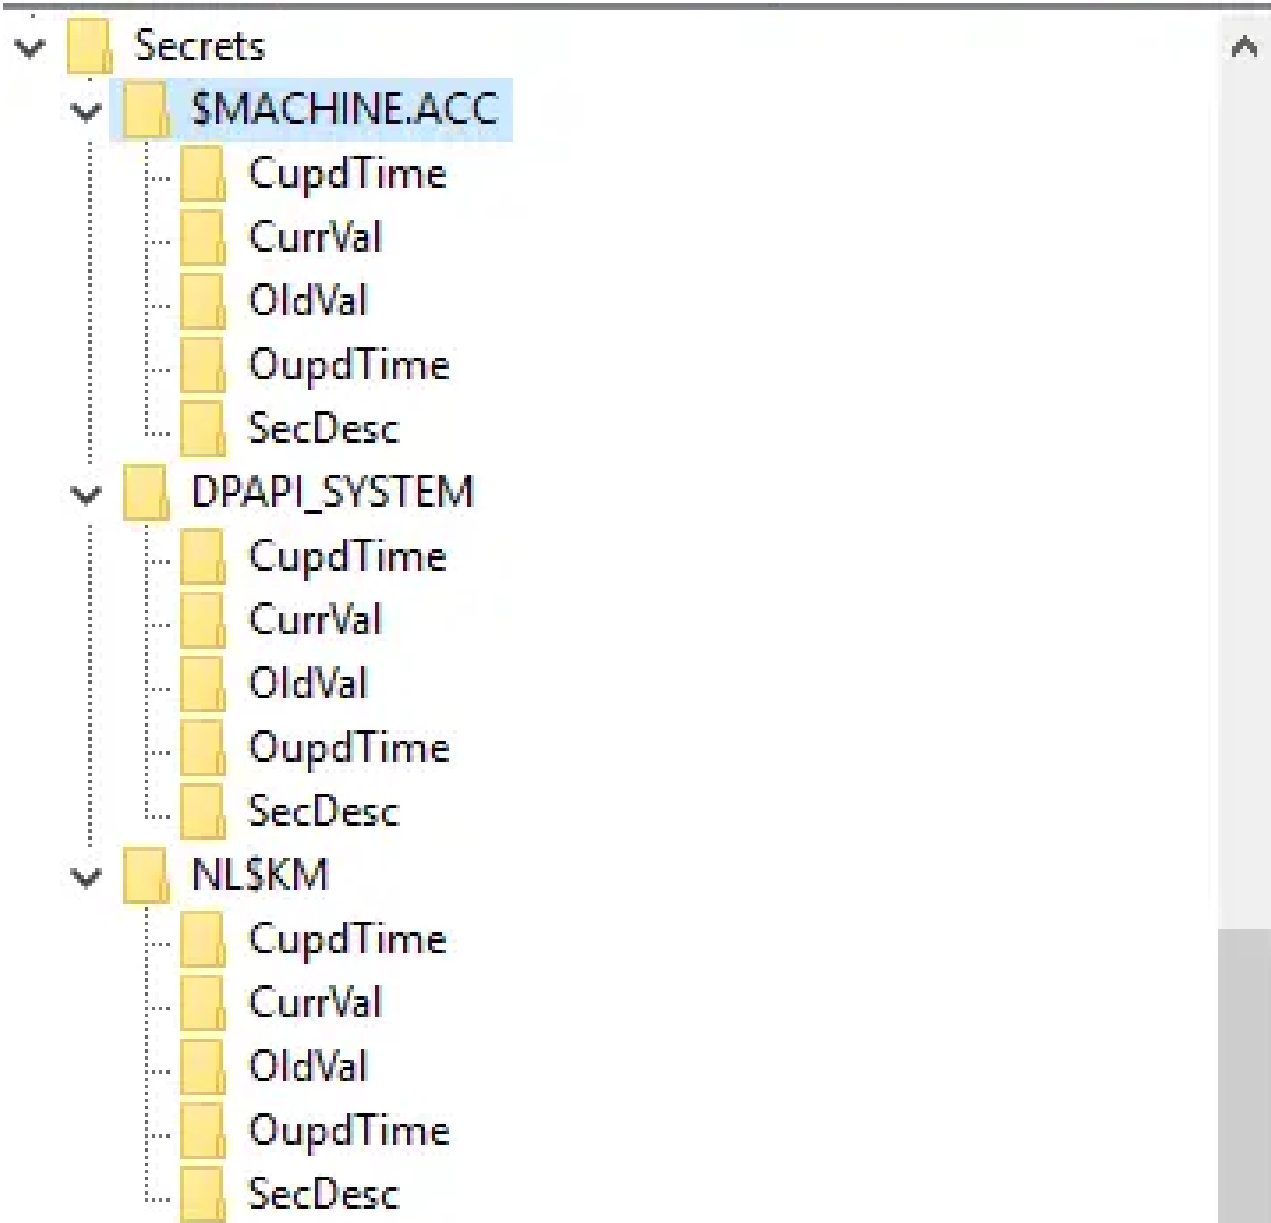 Secrets
$MACHINE.ACC
CupdTime
CurrVal
OldVal
OupdTime
SecDesc
DPAPI_SYSTEM
CupdTime
CurrVal
OldVal
OupdTime
SecDesc
NL$KM
CupdTime
CurrVal
OldVal
OupdTime
SecDesc